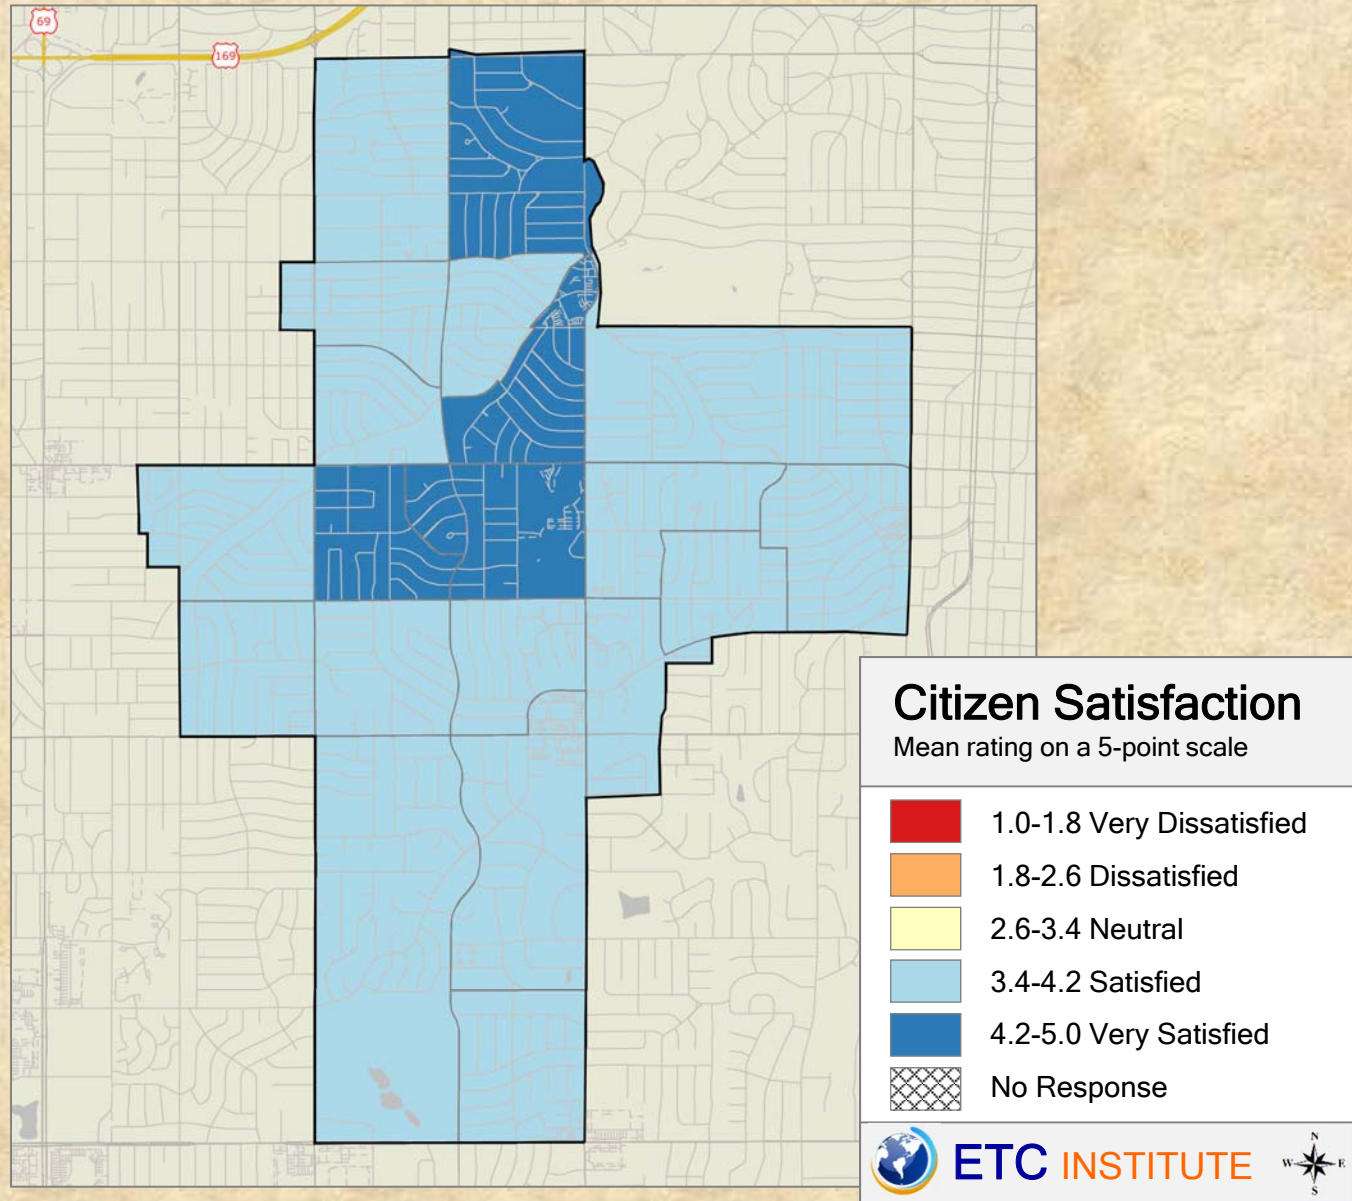 69
169
Citizen Satisfaction
Mean rating on a 5-point scale
1.0-1.8 Very Dissatisfied
1.8-2.6 Dissatisfied
2.6-3.4 Neutral
3.4-4.2 Satisfied
4.2-5.0 Very Satisfied
No Response
ETC INSTITUTE
N
W E
S